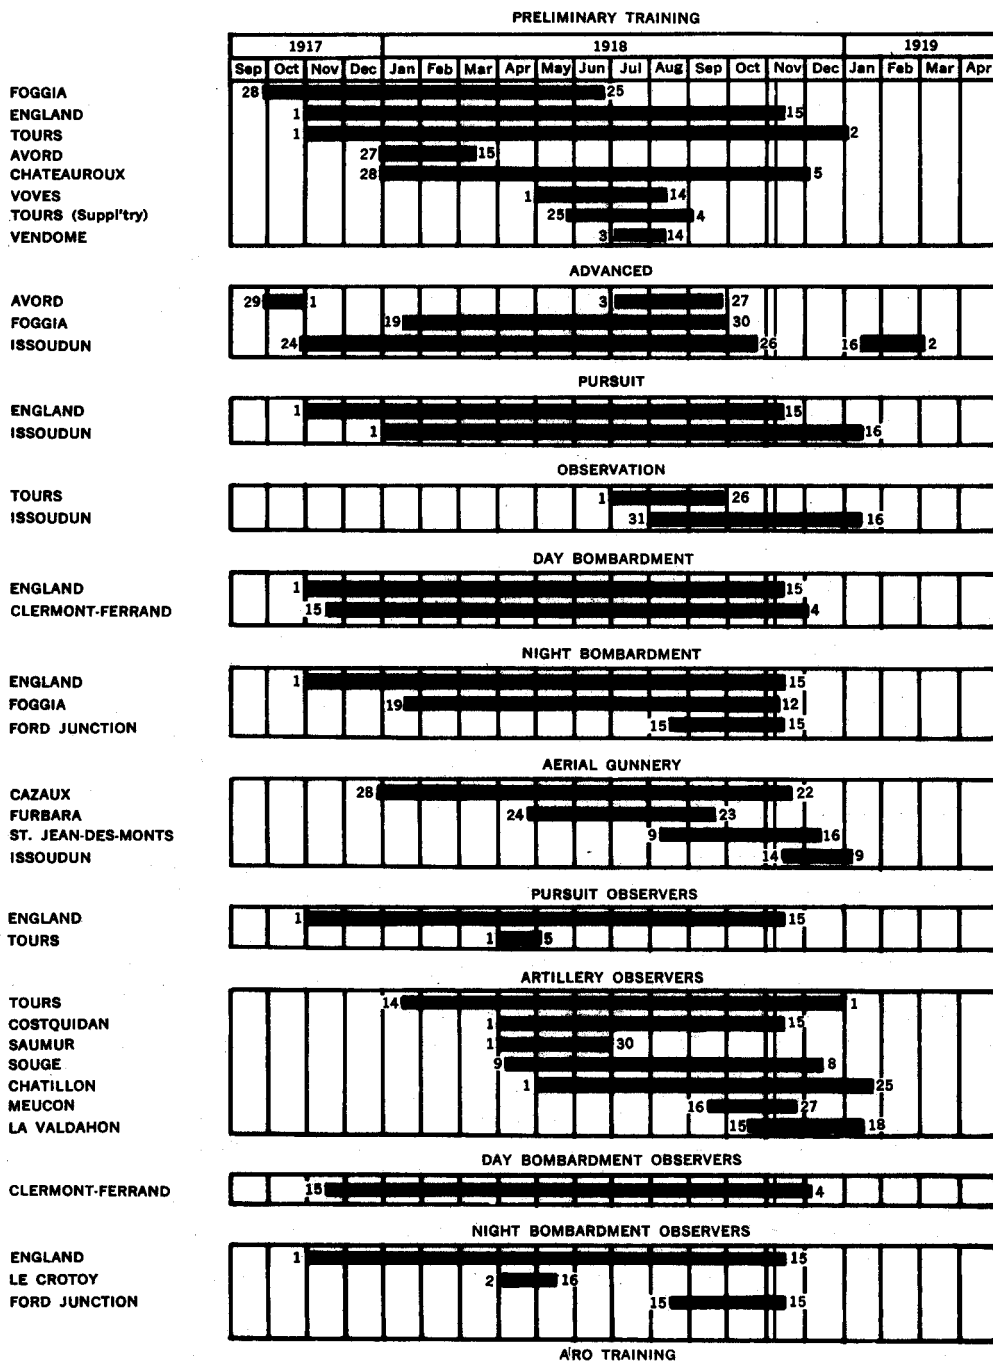 PRELIMINARY TRAINING
1917 1918 1919
Sep Oct Nov Dec Jan Feb Mar Apr May Jun Jul Aug Sep Oct Nov Dec Jan Feb Mar Apr
FOGGIA 28 25
ENGLAND 1 15
TOURS 1 2
AVORD 27 15
CHATEAUROUX 28 5
VOVES 1 14
TOURS (Suppl'try) 25 4
VENDOME 3 14
ADVANCED
AVORD 29 1 3 27
FOGGIA 19 30
ISSOUDUN 24 26 16 2
PURSUIT
ENGLAND 1 15
ISSOUDUN 1 16
OBSERVATION
TOURS 1 26
ISSOUDUN 31 16
DAY BOMBARDMENT
ENGLAND 1 15
CLERMONT-FERRAND 15 4
NIGHT BOMBARDMENT
ENGLAND 1 15
FOGGIA 19 12
FORD JUNCTION 15 15
AERIAL GUNNERY
CAZAUX 28 22
FURBARA 24 23
ST. JEAN-DES-MONTS 9 16
ISSOUDUN 14 9
PURSUIT OBSERVERS
ENGLAND 1 15
TOURS 1 5
ARTILLERY OBSERVERS
TOURS 14 1
COSTQUIDAN 1 15
SAUMUR 1 30
SOUGE 9 8
CHATILLON 1 25
MEUCON 16 27
LA VALDAHON 15 18
DAY BOMBARDMENT OBSERVERS
CLERMONT-FERRAND 15 4
NIGHT BOMBARDMENT OBSERVERS
ENGLAND 1 15
LE CROTOY 2 16
FORD JUNCTION 15 15
TRAINING